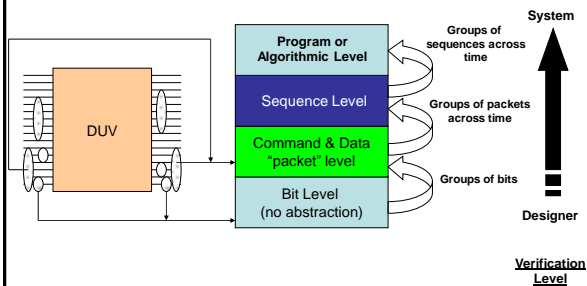 Program or
Algorithmic Level
Sequence Level
Command & Data
“packet” level
Bit Level
(no abstraction)
DUV
Groups of
sequences across
time
Groups of packets
across time
Groups of bits
System
Designer
Verification
Level